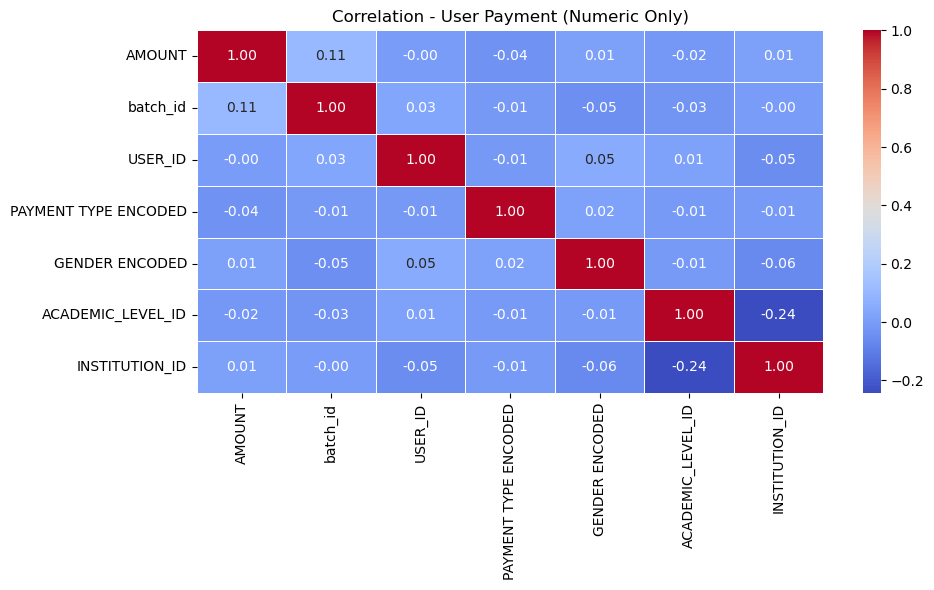 Correlation - User Payment (Numeric Only)
AMOUNT 1.00 0.11 -0.00 -0.04 0.01 -0.02 0.01
batch_id 0.11 1.00 0.03 -0.01 -0.05 -0.03 -0.00
USER_ID -0.00 0.03 1.00 -0.01 0.05 0.01 -0.05
PAYMENT TYPE ENCODED -0.04 -0.01 -0.01 1.00 0.02 -0.01 -0.01
GENDER ENCODED 0.01 -0.05 0.05 0.02 1.00 -0.01 -0.06
ACADEMIC_LEVEL_ID -0.02 -0.03 0.01 -0.01 -0.01 1.00 -0.24
INSTITUTION_ID 0.01 -0.00 -0.05 -0.01 -0.06 -0.24 1.00
AMOUNT
batch_id
USER_ID
PAYMENT TYPE ENCODED
GENDER ENCODED
ACADEMIC_LEVEL_ID
INSTITUTION_ID
1.0
0.8
0.6
0.4
0.2
0.0
−0.2